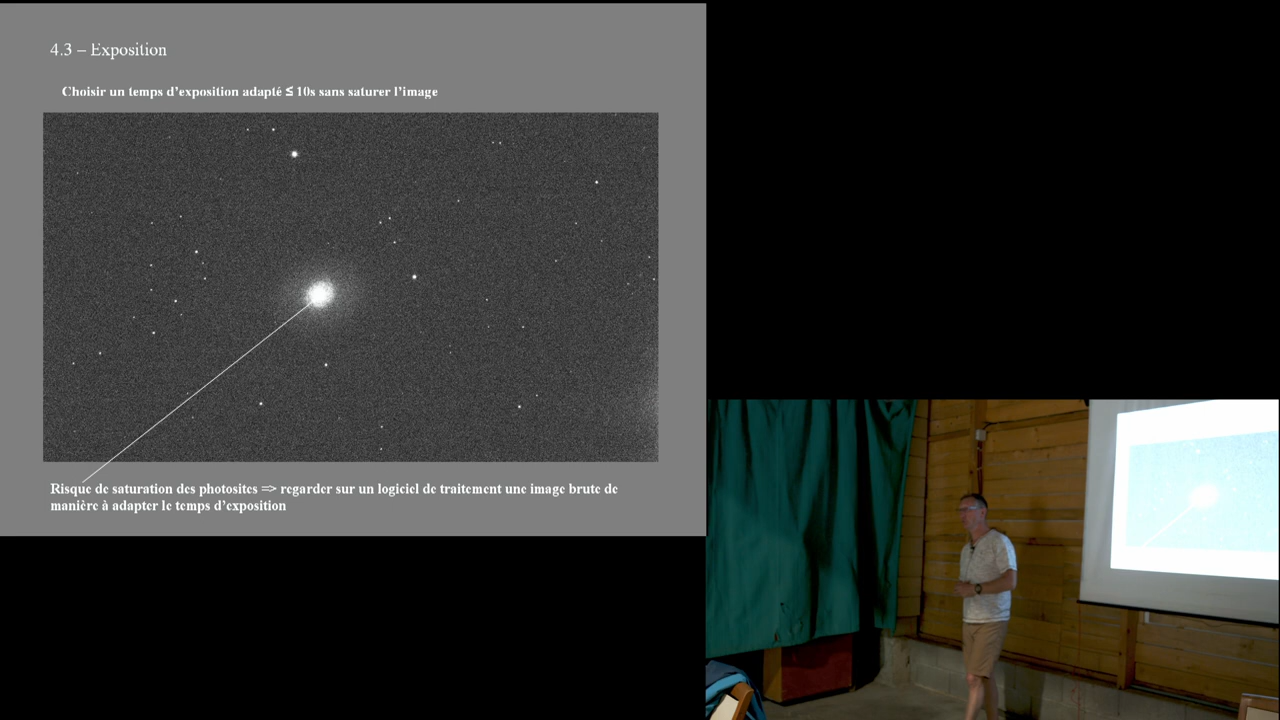 4.3 – Exposition
Choisir un temps d'exposition adapté ≤ 10s sans saturer l'image
Risque de saturation des photosites => regarder sur un logiciel de traitement une image brute de
manière à adapter le temps d'exposition